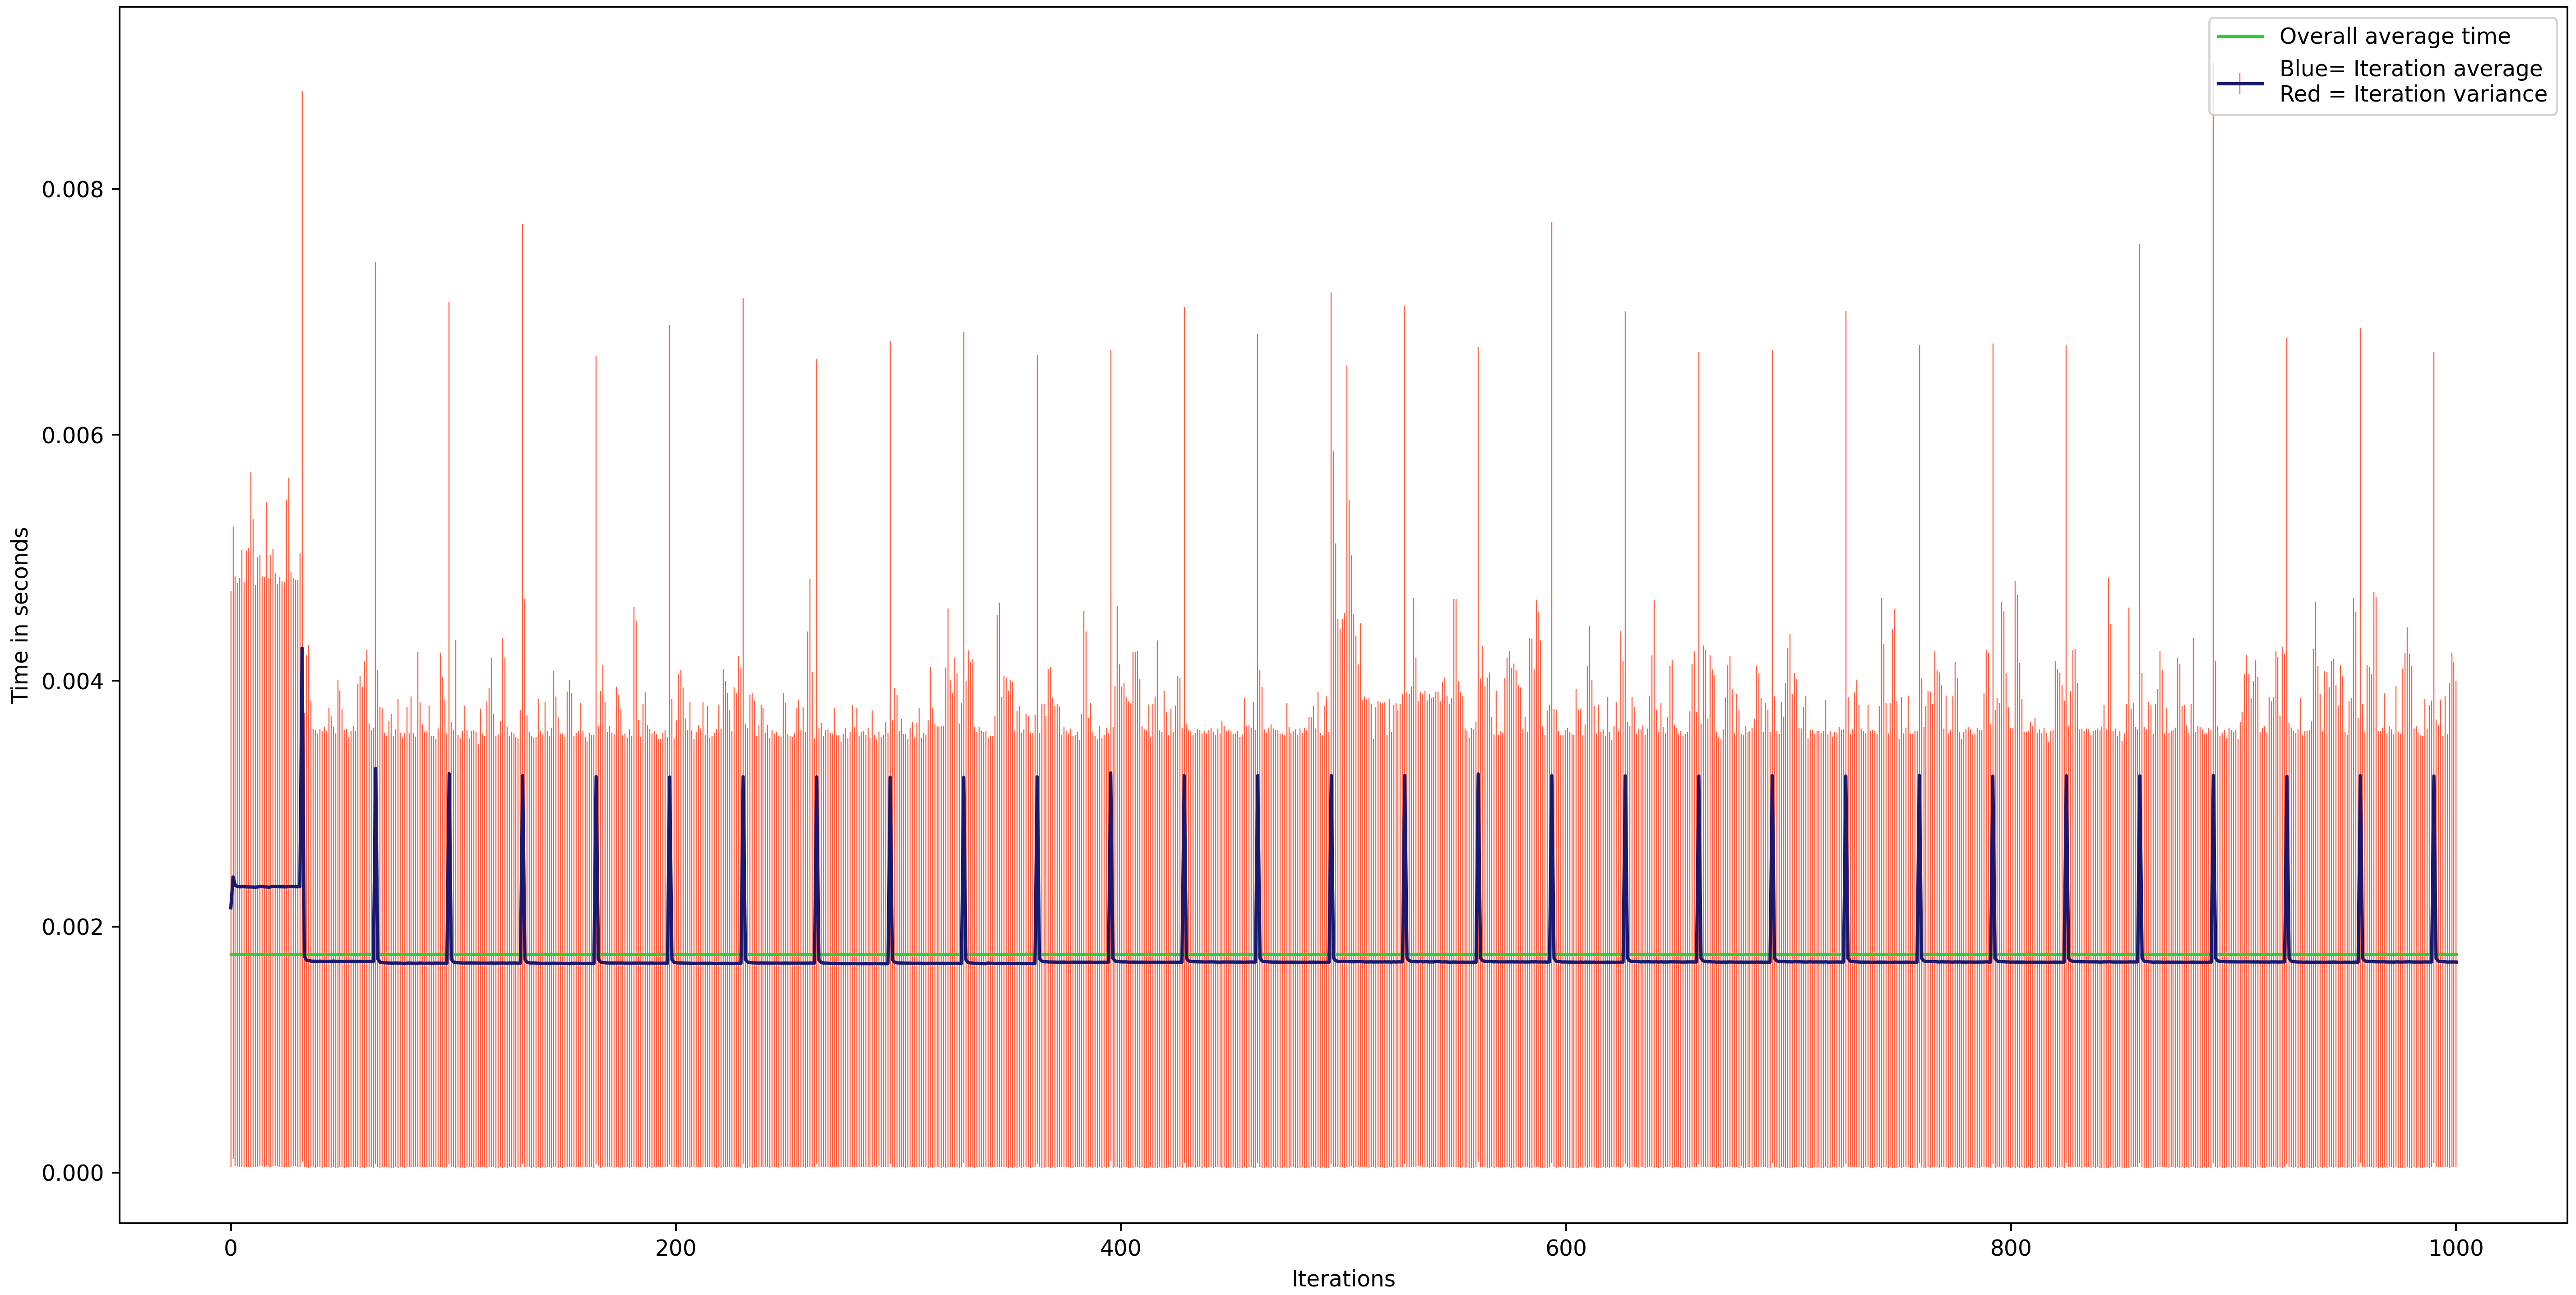 Overall average time
Blue= Iteration average
Red = Iteration variance
0.008
0.006
0.004
0.002
0.000
Time in seconds
0
200
400
600
800
1000
Iterations